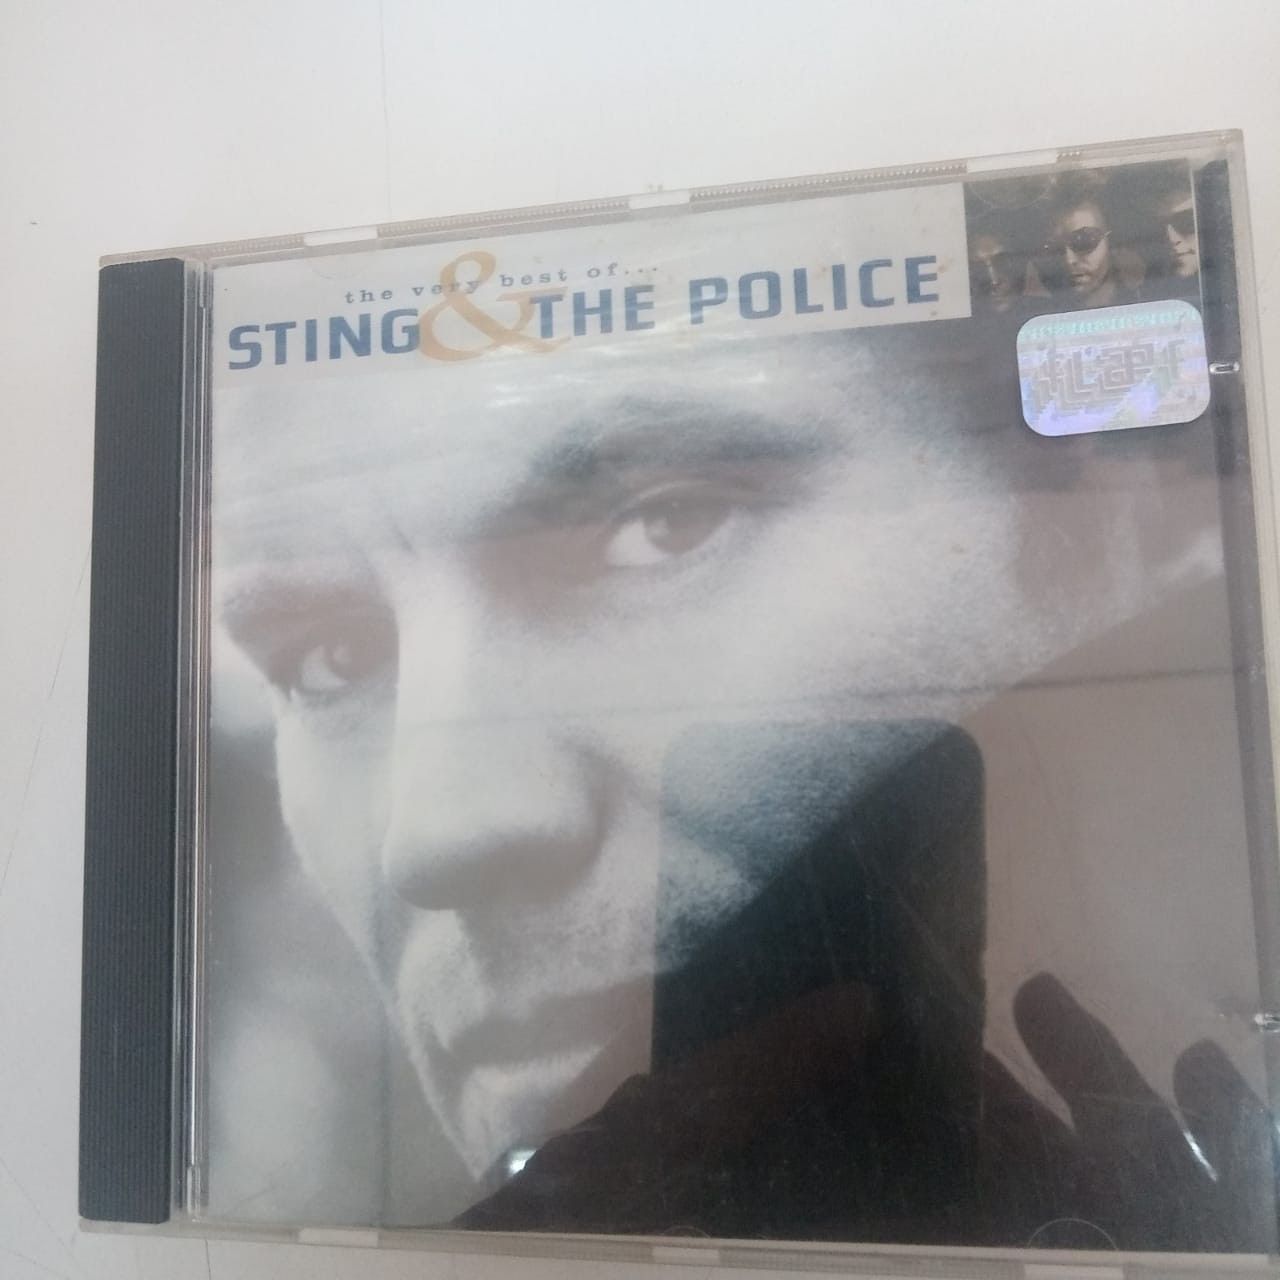 the very best of...
STING & THE POLICE